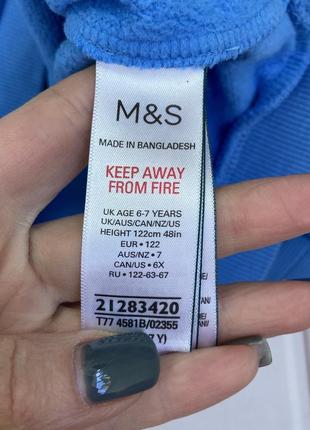 M&S
MADE IN BANGLADESH
KEEP AWAY
FROM FIRE
UK AGE 6-7 YEARS
UK/AUS/CAN/NZ/US
HEIGHT 122cm 48in
EUR • 122
AUS/NZ • 7
CAN/US • 6X
RU • 122-63-67
21283420
T77 4581B/02355
Y)